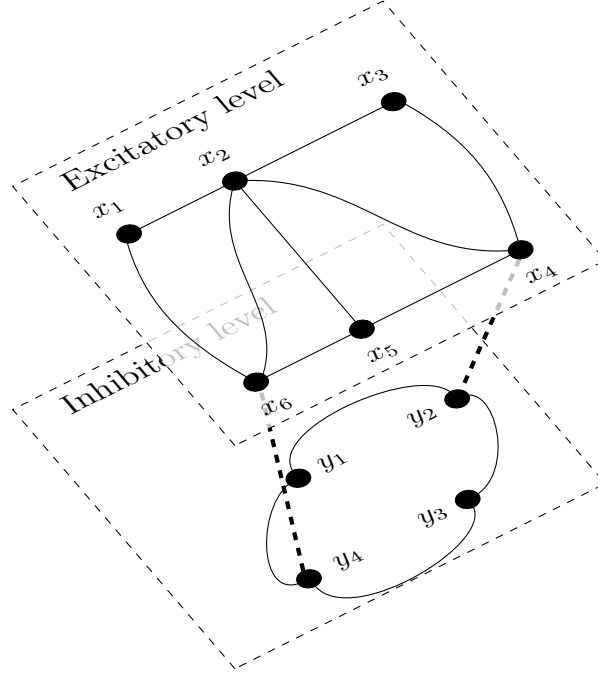 Excitatory level
x₃
x₂
x₁
x₄
Inhibitory level
x₅
x₆
y₂
y₁
y₃
y₄